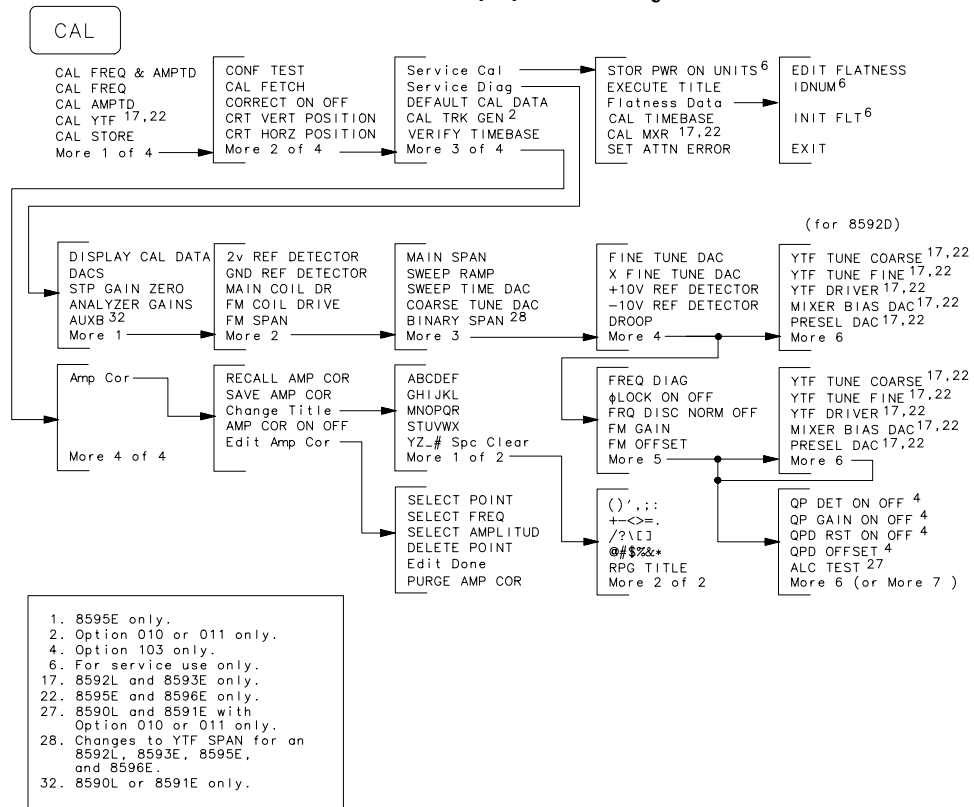 CAL
CAL FREQ & AMPTD
CAL FREQ
CAL AMPTD
CAL YTF 17,22
CAL STORE
More 1 of 4
CONF TEST
CAL FETCH
CORRECT ON OFF
CRT VERT POSITION
CRT HORZ POSITION
More 2 of 4
Service Cal
Service Diag
DEFAULT CAL DATA
CAL TRK GEN 2
VERIFY TIMEBASE
More 3 of 4
STOR PWR ON UNITS 6
EXECUTE TITLE
Flatness Data
CAL TIMEBASE
CAL MXR 17,22
SET ATTN ERROR
EDIT FLATNESS
IDNUM 6
INIT FLT 6
EXIT
(for 8592D)
DISPLAY CAL DATA
DACS
STP GAIN ZERO
ANALYZER GAINS
AUXB 32
More 1
2v REF DETECTOR
GND REF DETECTOR
MAIN COIL DR
FM COIL DRIVE
FM SPAN
More 2
MAIN SPAN
SWEEP RAMP
SWEEP TIME DAC
COARSE TUNE DAC
BINARY SPAN 28
More 3
FINE TUNE DAC
X FINE TUNE DAC
+10V REF DETECTOR
-10V REF DETECTOR
DROOP
More 4
YTF TUNE COARSE 17,22
YTF TUNE FINE 17,22
YTF DRIVER 17,22
MIXER BIAS DAC 17,22
PRESEL DAC 17,22
More 6
Amp Cor
More 4 of 4
RECALL AMP COR
SAVE AMP COR
Change Title
AMP COR ON OFF
Edit Amp Cor
ABCDEF
GHIJKL
MNOPQR
STUVWX
YZ_# Spc Clear
More 1 of 2
FREQ DIAG
ϕLOCK ON OFF
FRQ DISC NORM OFF
FM GAIN
FM OFFSET
More 5
YTF TUNE COARSE 17,22
YTF TUNE FINE 17,22
YTF DRIVER 17,22
MIXER BIAS DAC 17,22
PRESEL DAC 17,22
More 6
SELECT POINT
SELECT FREQ
SELECT AMPLITUD
DELETE POINT
Edit Done
PURGE AMP COR
()',;:
+-<>=.
/?\[]
@#$%&*
RPG TITLE
More 2 of 2
QP DET ON OFF 4
QP GAIN ON OFF 4
QPD RST ON OFF 4
QPD OFFSET 4
ALC TEST 27
More 6 (or More 7 )
1. 8595E only.
2. Option 010 or 011 only.
4. Option 103 only.
6. For service use only.
17. 8592L and 8593E only.
22. 8595E and 8596E only.
27. 8590L and 8591E with
Option 010 or 011 only.
28. Changes to YTF SPAN for an
8592L, 8593E, 8595E,
and 8596E.
32. 8590L or 8591E only.